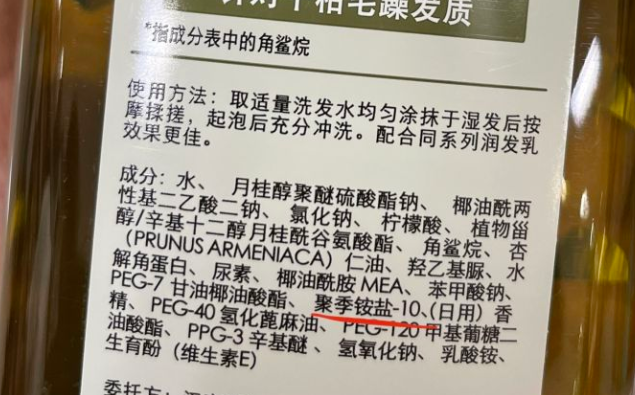 针对干枯毛躁发质
*指成分表中的角鲨烷
使用方法：取适量洗发水均匀涂抹于湿发后按
摩揉搓，起泡后充分冲洗。配合同系列润发乳
效果更佳。
成分：水、月桂醇聚醚硫酸酯钠、椰油酰两
性基二乙酸二钠、氯化钠、柠檬酸、植物甾
醇/辛基十二醇月桂酰谷氨酸酯、角鲨烷、杏
（PRUNUS ARMENIACA）仁油、羟乙基脲、水
解角蛋白、尿素、椰油酰胺 MEA、苯甲酸钠、
PEG-7 甘油椰油酸酯、聚季铵盐-10、（日用）香
精、PEG-40 氢化蓖麻油、PEG-120 甲基葡糖二
油酸酯、PPG-3 辛基醚、氢氧化钠、乳酸铵、
生育酚（维生素E）
委托方：